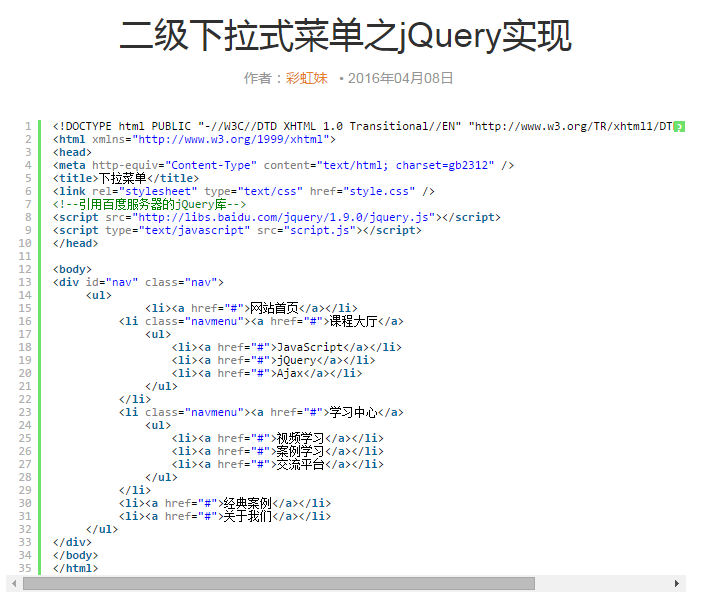 二级下拉式菜单之jQuery实现
作者：彩虹妹 • 2016年04月08日
1 <!DOCTYPE html PUBLIC "-//W3C//DTD XHTML 1.0 Transitional//EN" "http://www.w3.org/TR/xhtml1/DT
2 <html xmlns="http://www.w3.org/1999/xhtml">
3 <head>
4 <meta http-equiv="Content-Type" content="text/html; charset=gb2312" />
5 <title>下拉菜单</title>
6 <link rel="stylesheet" type="text/css" href="style.css" />
7 <!--引用百度服务器的jQuery库-->
8 <script src="http://libs.baidu.com/jquery/1.9.0/jquery.js"></script>
9 <script type="text/javascript" src="script.js"></script>
10 </head>
11
12 <body>
13 <div id="nav" class="nav">
14 <ul>
15 <li><a href="#">网站首页</a></li>
16 <li class="navmenu"><a href="#">课程大厅</a>
17 <ul>
18 <li><a href="#">JavaScript</a></li>
19 <li><a href="#">jQuery</a></li>
20 <li><a href="#">Ajax</a></li>
21 </ul>
22 </li>
23 <li class="navmenu"><a href="#">学习中心</a>
24 <ul>
25 <li><a href="#">视频学习</a></li>
26 <li><a href="#">案例学习</a></li>
27 <li><a href="#">交流平台</a></li>
28 </ul>
29 </li>
30 <li><a href="#">经典案例</a></li>
31 <li><a href="#">关于我们</a></li>
32 </ul>
33 </div>
34 </body>
35 </html>